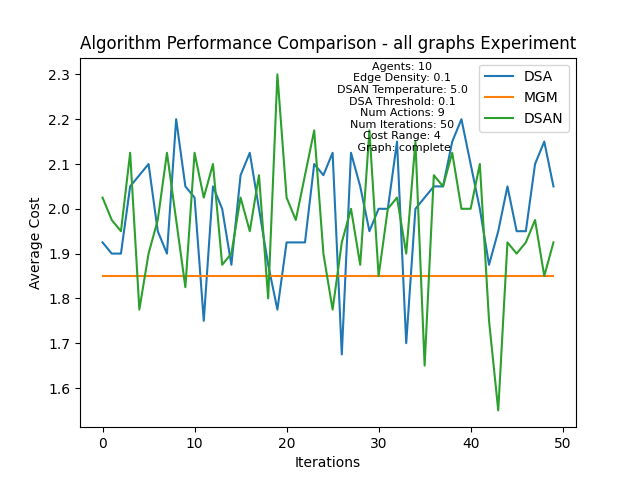 Algorithm Performance Comparison - all graphs Experiment
Agents: 10
Edge Density: 0.1
DSAN Temperature: 5.0
DSA Threshold: 0.1
Num Actions: 9
Num Iterations: 50
Cost Range: 4
Graph: complete
DSA
MGM
DSAN
Average Cost
2.3
2.2
2.1
2.0
1.9
1.8
1.7
1.6
0
10
20
30
40
50
Iterations